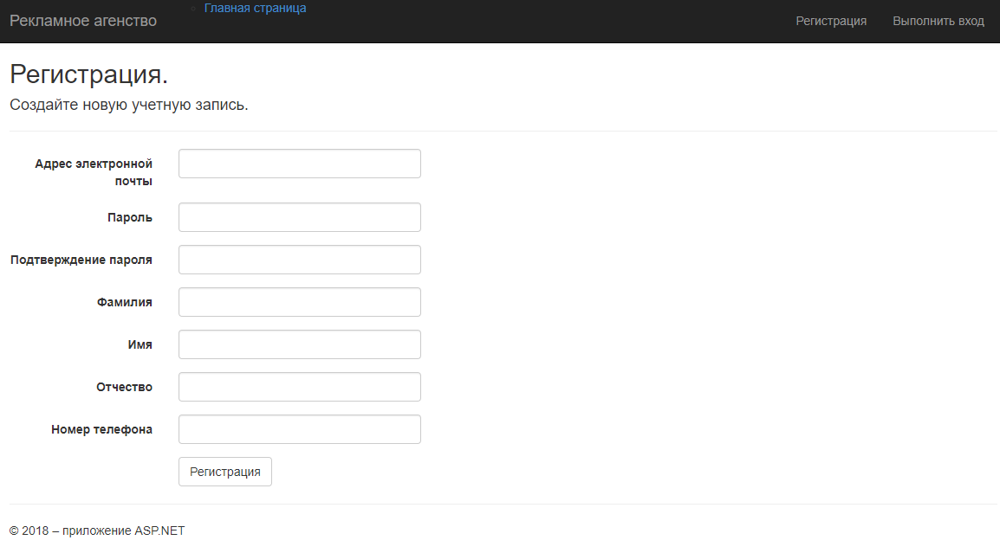 Рекламное агенство
Главная страница
Регистрация
Выполнить вход
Регистрация.
Создайте новую учетную запись.
Адрес электронной
почты
Пароль
Подтверждение пароля
Фамилия
Имя
Отчество
Номер телефона
Регистрация
© 2018 – приложение ASP.NET